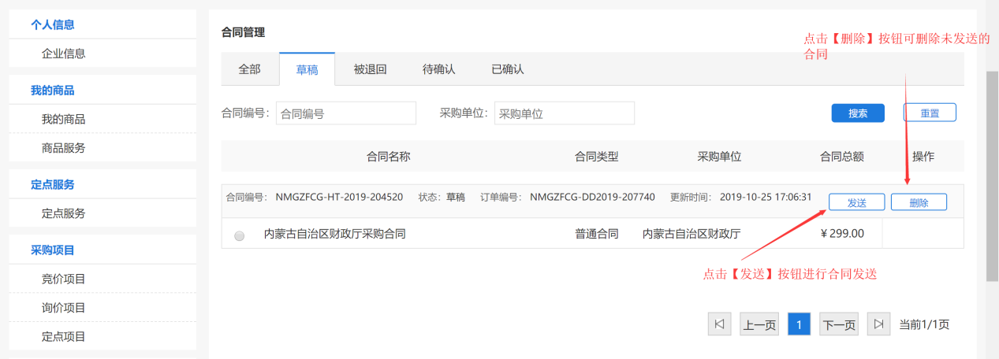 个人信息
企业信息
我的商品
我的商品
商品服务
定点服务
定点服务
采购项目
竞价项目
询价项目
定点项目
合同管理
点击【删除】按钮可删除未发送的
合同
全部 草稿 被退回 待确认 已确认
合同编号: 合同编号 采购单位: 采购单位 搜索 重置
合同名称 合同类型 采购单位 合同总额 操作
合同编号: NMGZFCG-HT-2019-204520 状态: 草稿 订单编号: NMGZFCG-DD2019-207740 更新时间: 2019-10-25 17:06:31 发送 删除
内蒙古自治区财政厅采购合同 普通合同 内蒙古自治区财政厅 ¥299.00
点击【发送】按钮进行合同发送
上一页 1 下一页 当前1/1页